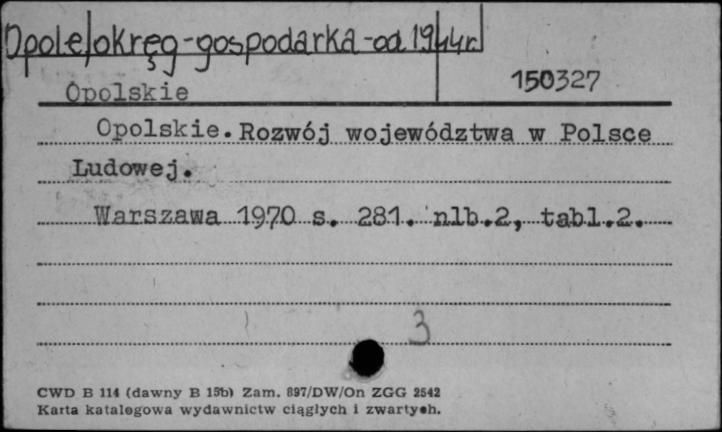 Opole, okręg - gospodarka - od 1944r.
Opolskie 150327
Opolskie. Rozwój województwa w Polsce
Ludowej.
Warszawa 1970 s. 281. nlb.2, tabl.2.
3
CWD B 114 (dawny B 15b) Zam. 897/DW/On ZGG 2542
Karta katalogowa wydawnictw ciągłych i zwartych.